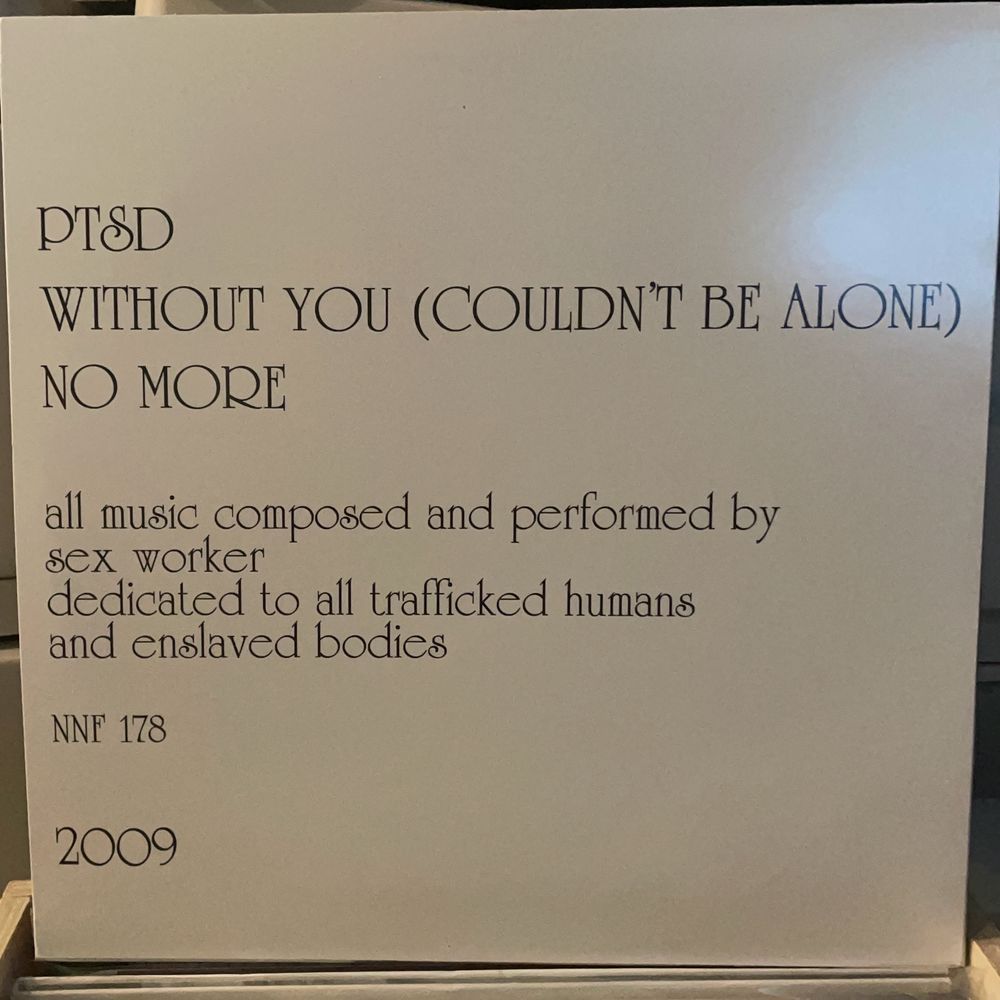 PTSD
WITHOUT YOU (COULDN'T BE ALONE)
NO MORE
all music composed and performed by
sex worker
dedicated to all trafficked humans
and enslaved bodies
NNF 178
2009